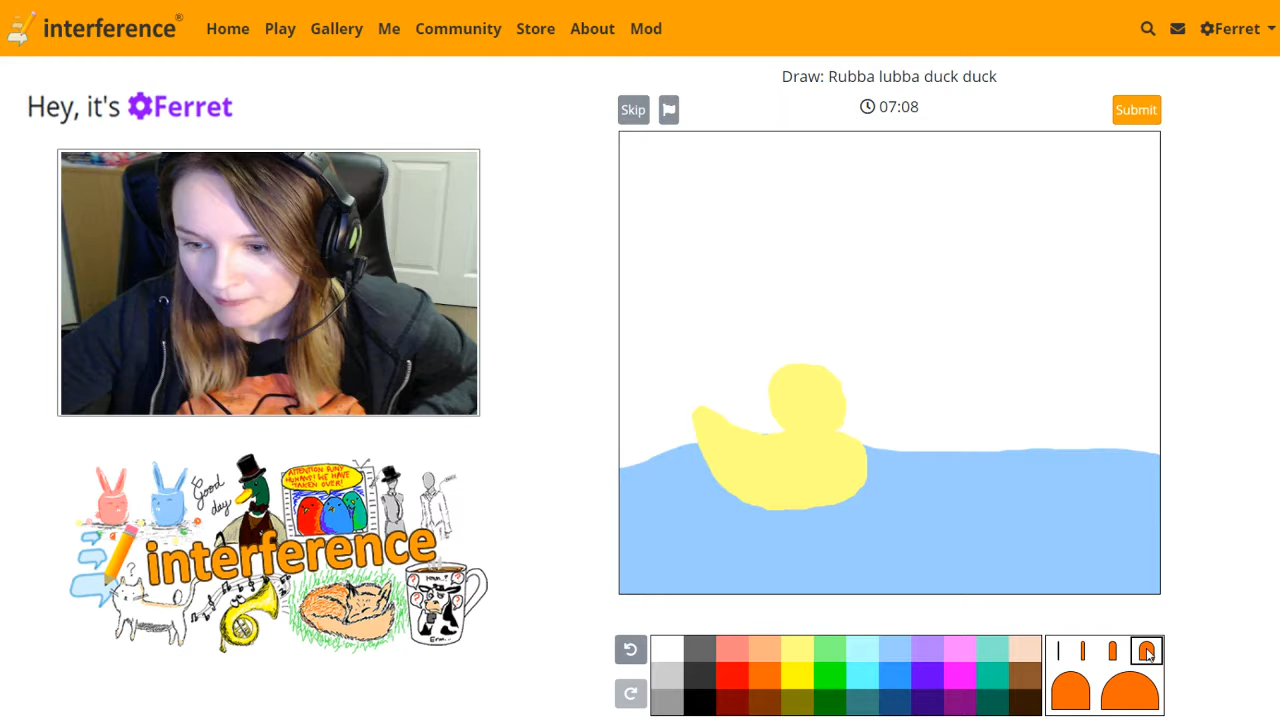 interference®
Home Play Gallery Me Community Store About Mod
Ferret
Hey, it's Ferret
Draw: Rubba lubba duck duck
Skip
07:08
Submit
Good
day
ATTENTION PUNY
HUMANS! WE HAVE
TAKEN OVER!
interference